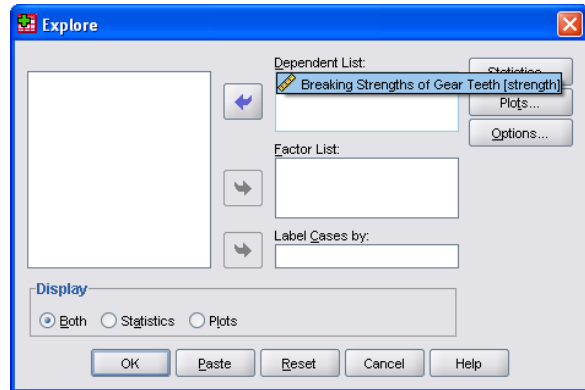 Explore
Dependent List:
Statistics...
Breaking Strengths of Gear Teeth [strength]
Plots...
Options...
Factor List:
Label Cases by:
Display
Both Statistics Plots
OK Paste Reset Cancel Help